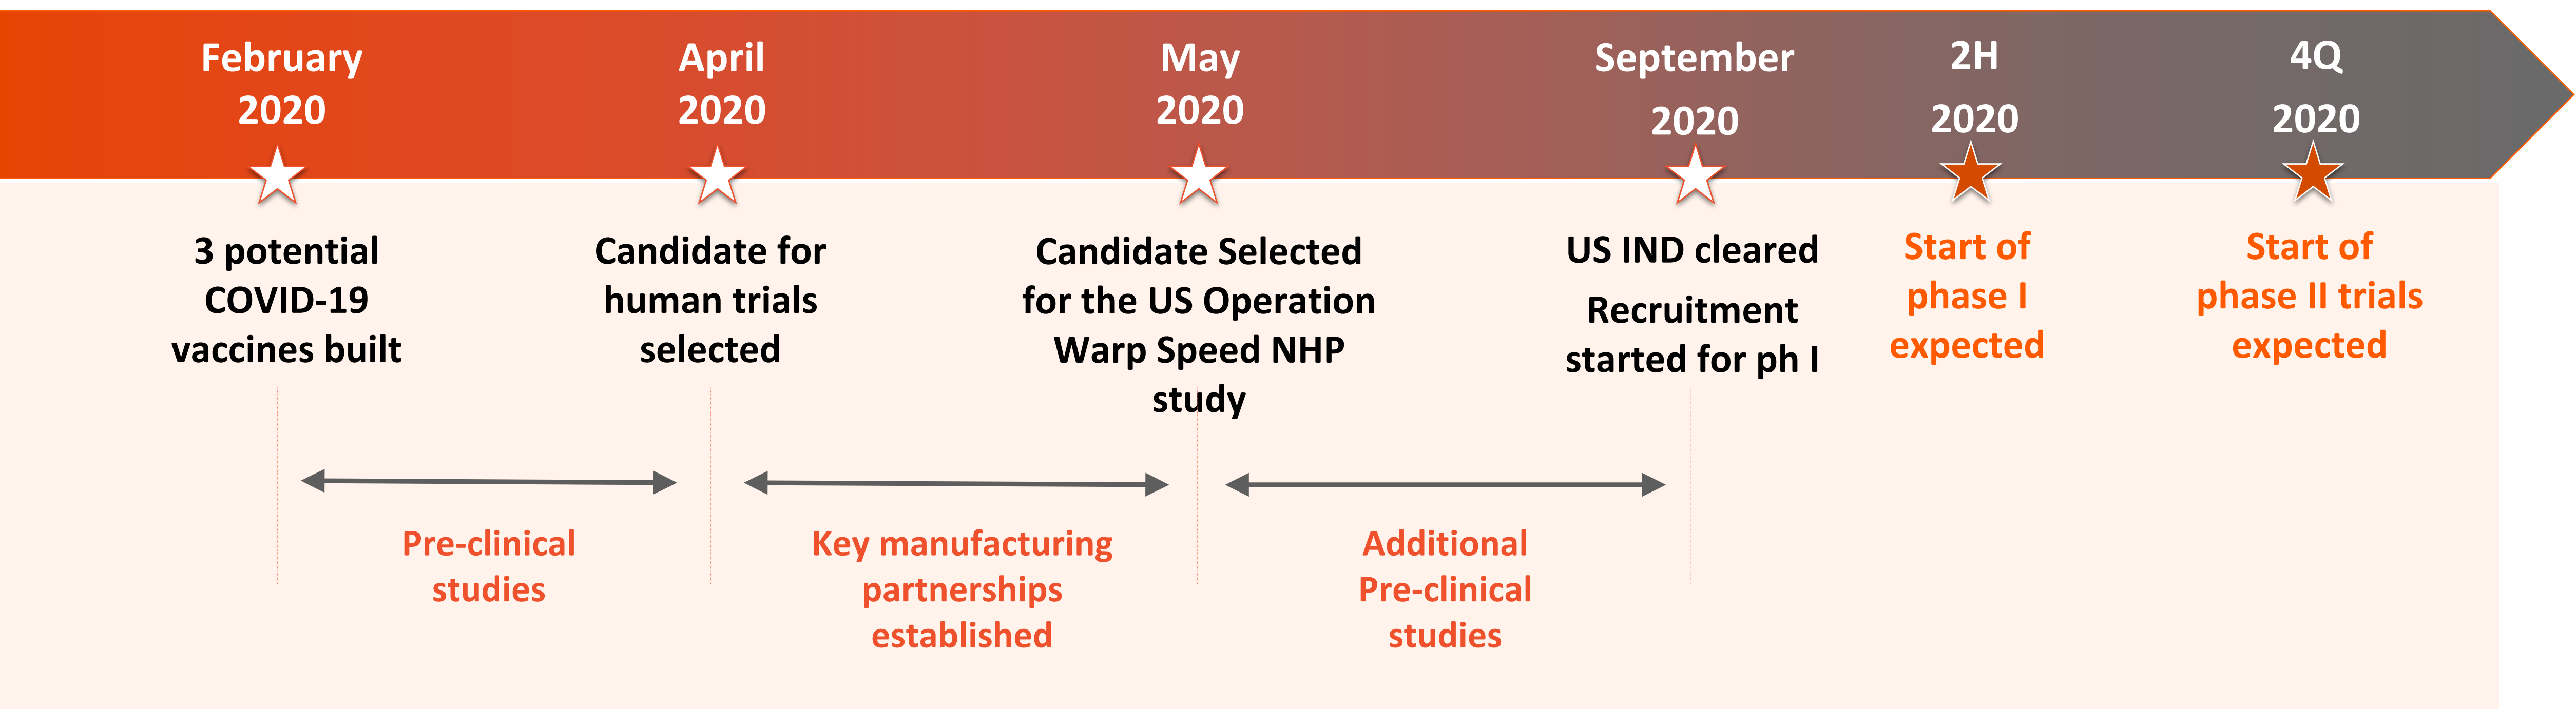 February
2020
April
2020
May
2020
September
2020
2H
2020
4Q
2020
3 potential
COVID-19
vaccines built
Candidate for
human trials
selected
Candidate Selected
for the US Operation
Warp Speed NHP
study
US IND cleared
Recruitment
started for ph I
Start of
phase I
expected
Start of
phase II trials
expected
Pre-clinical
studies
Key manufacturing
partnerships
established
Additional
Pre-clinical
studies